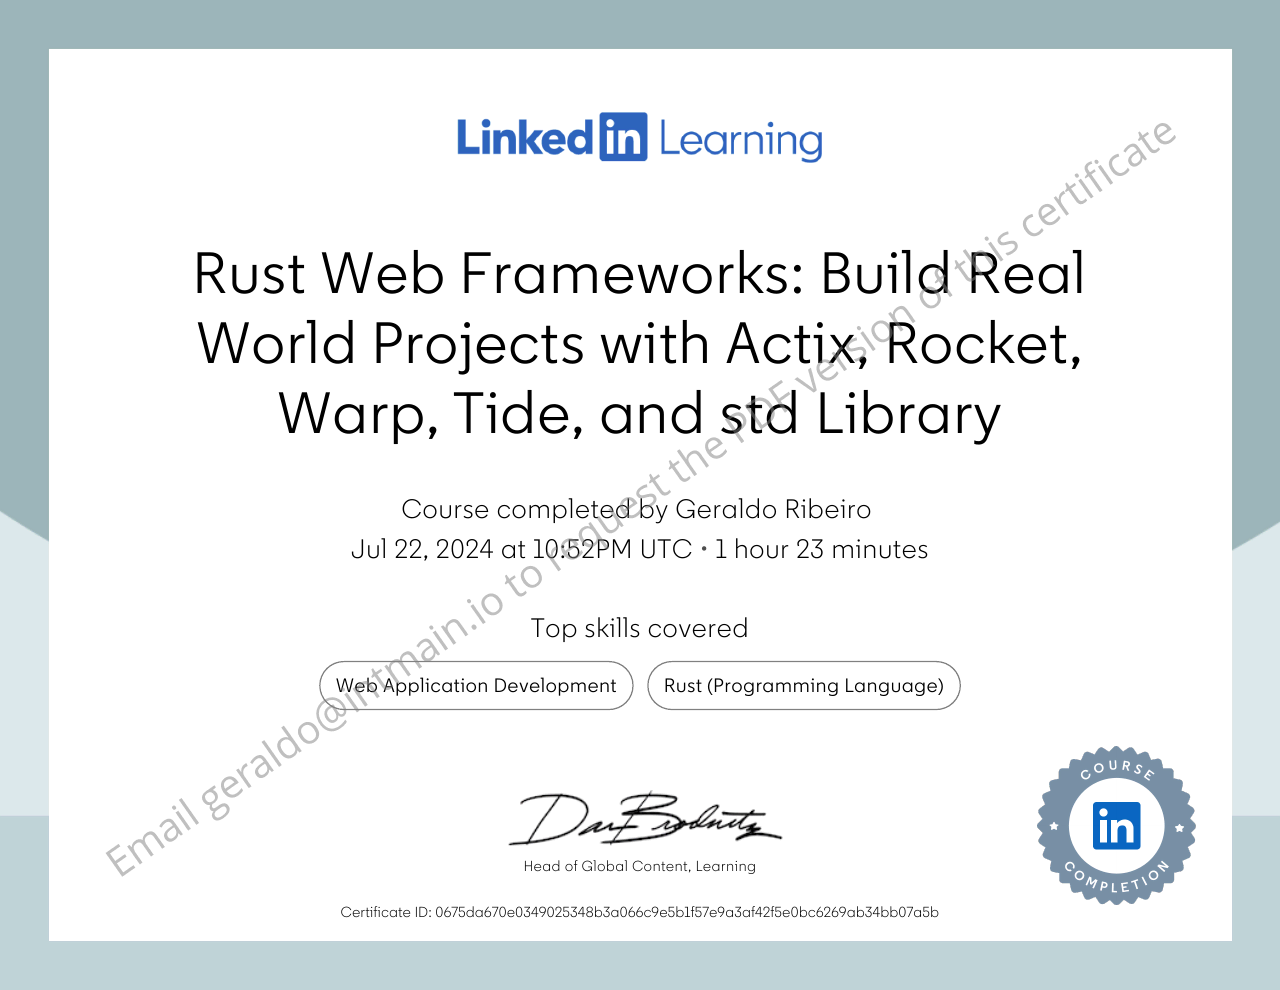 Linked in Learning
Rust Web Frameworks: Build Real
World Projects with Actix, Rocket,
Warp, Tide, and std Library
Course completed by Geraldo Ribeiro
Jul 22, 2024 at 10:52PM UTC • 1 hour 23 minutes
Top skills covered
Web Application Development
Rust (Programming Language)
Email geraldo@intmain.io to request the PDF version of this certificate
Dan Brodnitz
Head of Global Content, Learning
COURSE
in
COMPLETION
Certificate ID: 0675da670e0349025348b3a066c9e5b1f57e9a3af42f5e0bc6269ab34bb07a5b